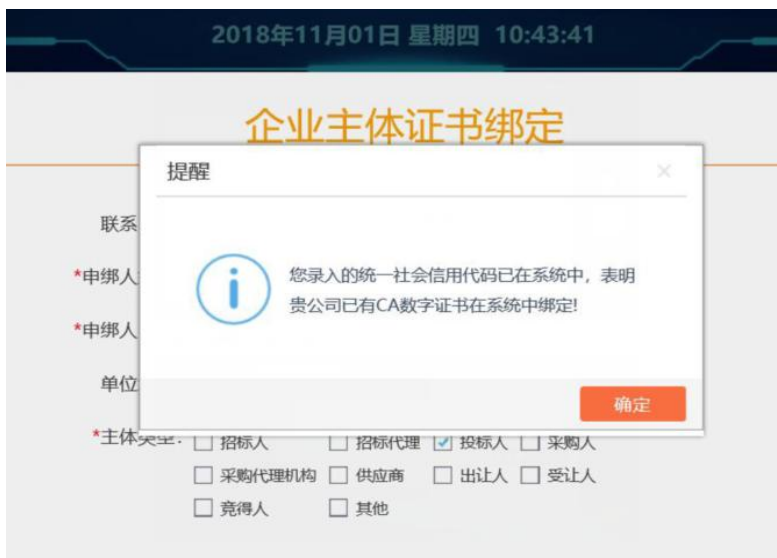 2018年11月01日 星期四 10:43:41
企业主体证书绑定
提醒
联系
*申绑人
您录入的统一社会信用代码已在系统中，表明
贵公司已有CA数字证书在系统中绑定!
*申绑人
单位
确定
*主体类型: 招标人 招标代理 投标人 采购人
采购代理机构 供应商 出让人 受让人
竞得人 其他